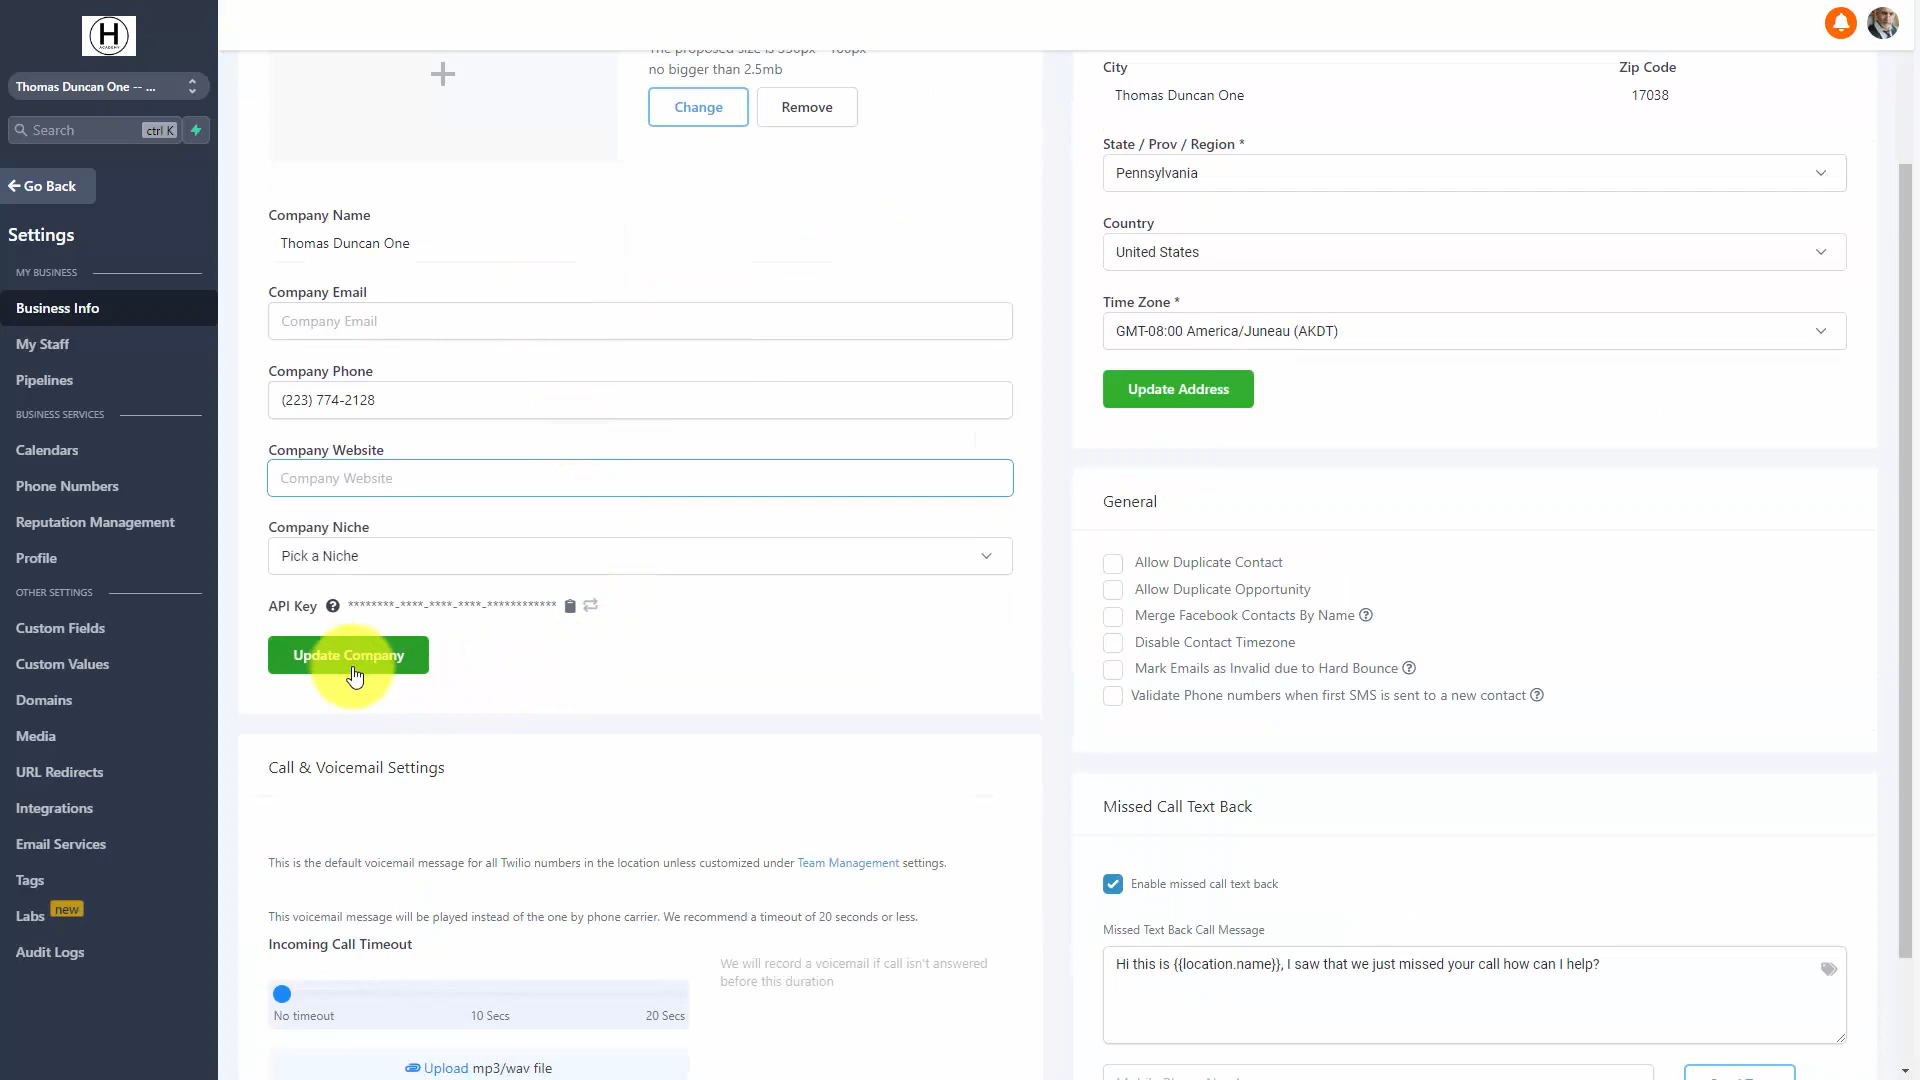 H
ACADEMY
Thomas Duncan One -- ...
Search
ctrl K
Go Back
Settings
MY BUSINESS
Business Info
My Staff
Pipelines
BUSINESS SERVICES
Calendars
Phone Numbers
Reputation Management
Profile
OTHER SETTINGS
Custom Fields
Custom Values
Domains
Media
URL Redirects
Integrations
Email Services
Tags
Labs new
Audit Logs
The proposed size is 350px
no bigger than 2.5mb
Change
Remove
Company Name
Thomas Duncan One
Company Email
Company Email
Company Phone
(223) 774-2128
Company Website
Company Website
Company Niche
Pick a Niche
API Key ? ********-****-****-****-************
Update Company
Call & Voicemail Settings
This is the default voicemail message for all Twilio numbers in the location unless customized under Team Management settings.
This voicemail message will be played instead of the one by phone carrier. We recommend a timeout of 20 seconds or less.
Incoming Call Timeout
We will record a voicemail if call isn't answered
before this duration
No timeout
10 Secs
20 Secs
Upload mp3/wav file
City
Zip Code
Thomas Duncan One
17038
State / Prov / Region *
Pennsylvania
Country
United States
Time Zone *
GMT-08:00 America/Juneau (AKDT)
Update Address
General
Allow Duplicate Contact
Allow Duplicate Opportunity
Merge Facebook Contacts By Name ?
Disable Contact Timezone
Mark Emails as Invalid due to Hard Bounce ?
Validate Phone numbers when first SMS is sent to a new contact ?
Missed Call Text Back
Enable missed call text back
Missed Text Back Call Message
Hi this is {{location.name}}, I saw that we just missed your call how can I help?